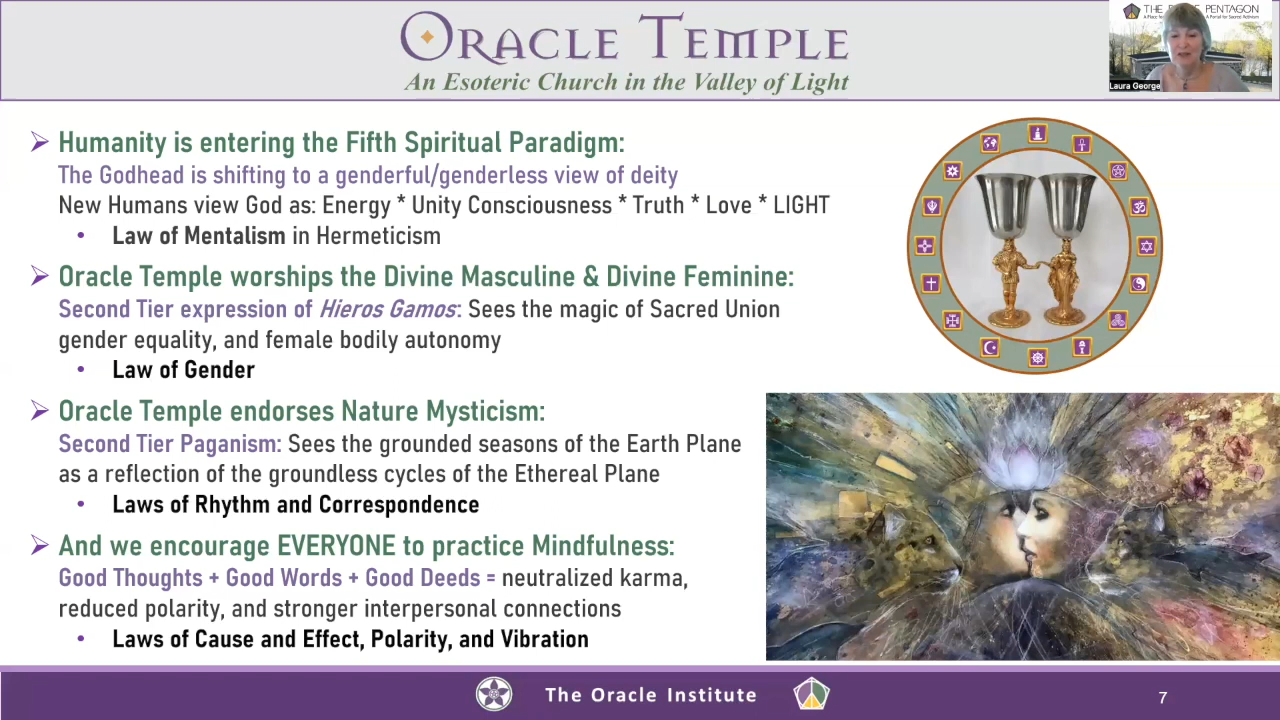 ORACLE TEMPLE
An Esoteric Church in the Valley of Light
THE PENTAGON
Laura George
Humanity is entering the Fifth Spiritual Paradigm:
The Godhead is shifting to a genderful/genderless view of deity
New Humans view God as: Energy * Unity Consciousness * Truth * Love * LIGHT
• Law of Mentalism in Hermeticism
Oracle Temple worships the Divine Masculine & Divine Feminine:
Second Tier expression of Hieros Gamos: Sees the magic of Sacred Union
gender equality, and female bodily autonomy
• Law of Gender
Oracle Temple endorses Nature Mysticism:
Second Tier Paganism: Sees the grounded seasons of the Earth Plane
as a reflection of the groundless cycles of the Ethereal Plane
• Laws of Rhythm and Correspondence
And we encourage EVERYONE to practice Mindfulness:
Good Thoughts + Good Words + Good Deeds = neutralized karma,
reduced polarity, and stronger interpersonal connections
• Laws of Cause and Effect, Polarity, and Vibration
The Oracle Institute
7